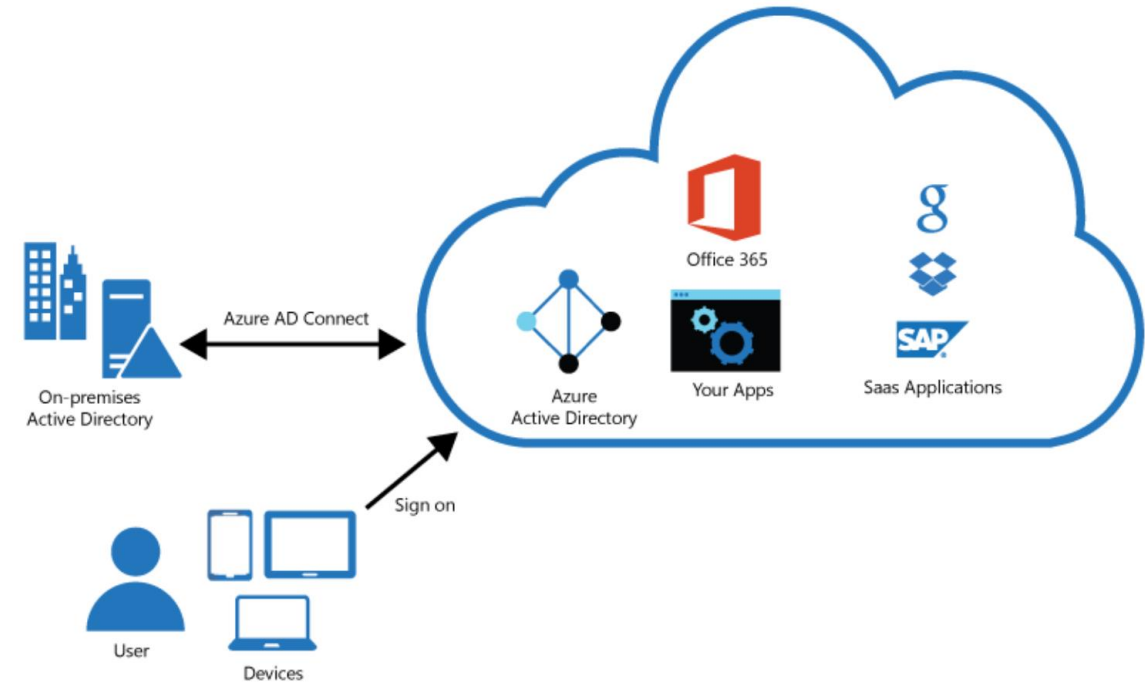 Office 365
g
SAP
Azure AD Connect
On-premises
Active Directory
Azure
Active Directory
Your Apps
Saas Applications
Sign on
User
Devices